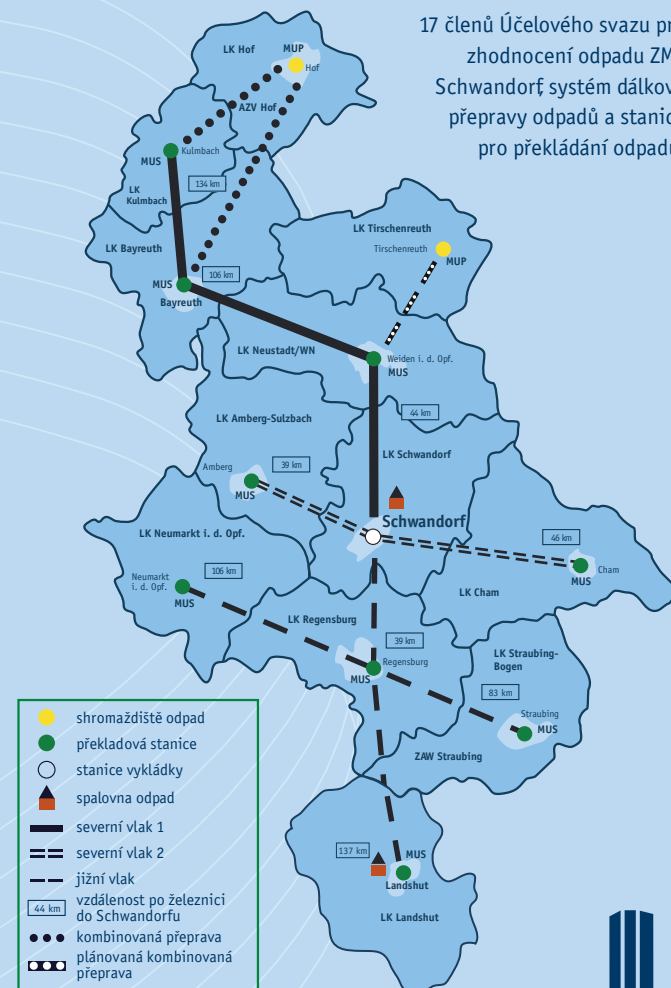 17 členů Účelového svazu pr
zhodnocení odpadu ZM
Schwandorf, systém dálkov
přepravy odpadů a stanic
pro překládání odpadu
LK Hof
MUP
Hof
AZV Hof
Kulmbach
MUS
134 km
LK
Kulmbach
LK Bayreuth
LK Tirschenreuth
Tirschenreuth
MUP
106 km
MUS
Bayreuth
LK Neustadt/WN
Weiden i. d. Opf.
MUS
44 km
LK Amberg-Sulzbach
LK Schwandorf
39 km
Amberg
MUS
Schwandorf
LK Neumarkt i. d. Opf.
46 km
Cham
MUS
106 km
Neumarkt
i. d. Opf.
MUS
LK Cham
LK Regensburg
39 km
LK Straubing-
Bogen
Regensburg
MUS
83 km
Straubing
MUS
ZAW Straubing
137 km
MUS
Landshut
LK Landshut
shromaždiště odpad
překladová stanice
stanice vykládky
spalovna odpad
severní vlak 1
severní vlak 2
jižní vlak
44 km
vzdálenost po železnici
do Schwandorfu
kombinovaná přeprava
plánovaná kombinovaná
přeprava